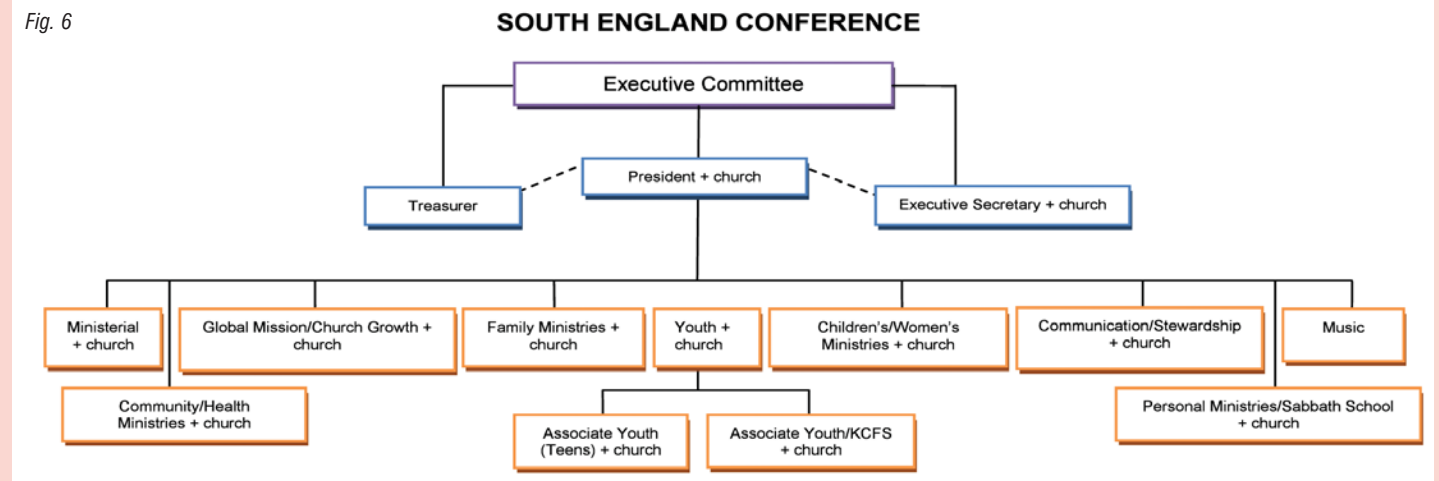 Fig. 6
SOUTH ENGLAND CONFERENCE
Executive Committee
President + church
Treasurer
Executive Secretary + church
Ministerial
+ church
Global Mission/Church Growth +
church
Family Ministries +
church
Youth +
church
Children's/Women's
Ministries + church
Communication/Stewardship
+ church
Music
Community/Health
Ministries + church
Personal Ministries/Sabbath School
+ church
Associate Youth
(Teens) + church
Associate Youth/KCFS
+ church